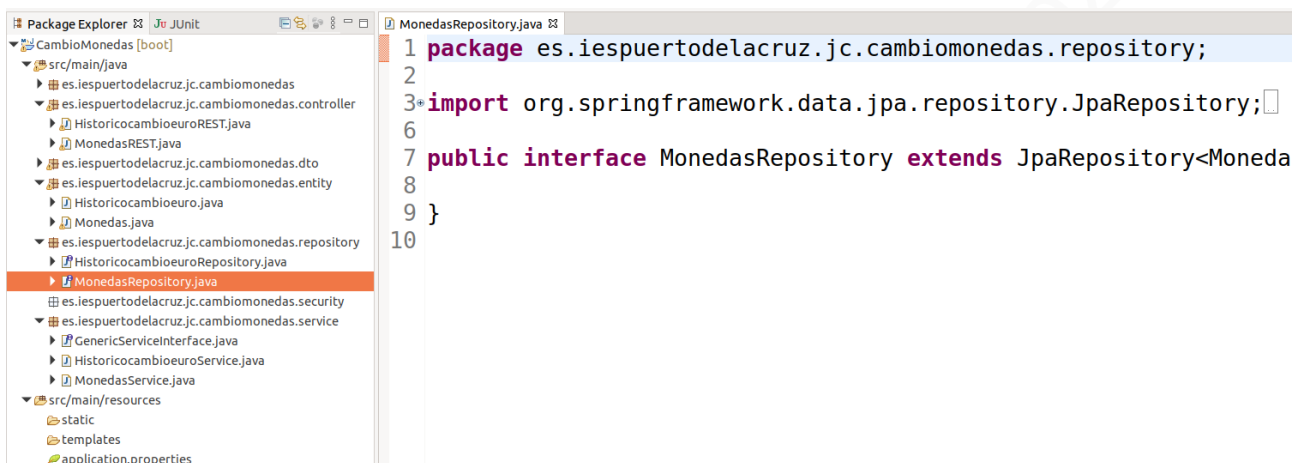 Package Explorer JUnit
CambioMonedas [boot]
src/main/java
es.iespuertodelacruz.jc.cambiomonedas
es.iespuertodelacruz.jc.cambiomonedas.controller
HistoricocambioeuroREST.java
MonedasREST.java
es.iespuertodelacruz.jc.cambiomonedas.dto
es.iespuertodelacruz.jc.cambiomonedas.entity
Historicocambioeuro.java
Monedas.java
es.iespuertodelacruz.jc.cambiomonedas.repository
HistoricocambioeuroRepository.java
MonedasRepository.java
es.iespuertodelacruz.jc.cambiomonedas.security
es.iespuertodelacruz.jc.cambiomonedas.service
GenericServiceInterface.java
HistoricocambioeuroService.java
MonedasService.java
src/main/resources
static
templates
application.properties
MonedasRepository.java
1 package es.iespuertodelacruz.jc.cambiomonedas.repository;
2
3 import org.springframework.data.jpa.repository.JpaRepository;
6
7 public interface MonedasRepository extends JpaRepository<Moneda
8
9 }
10